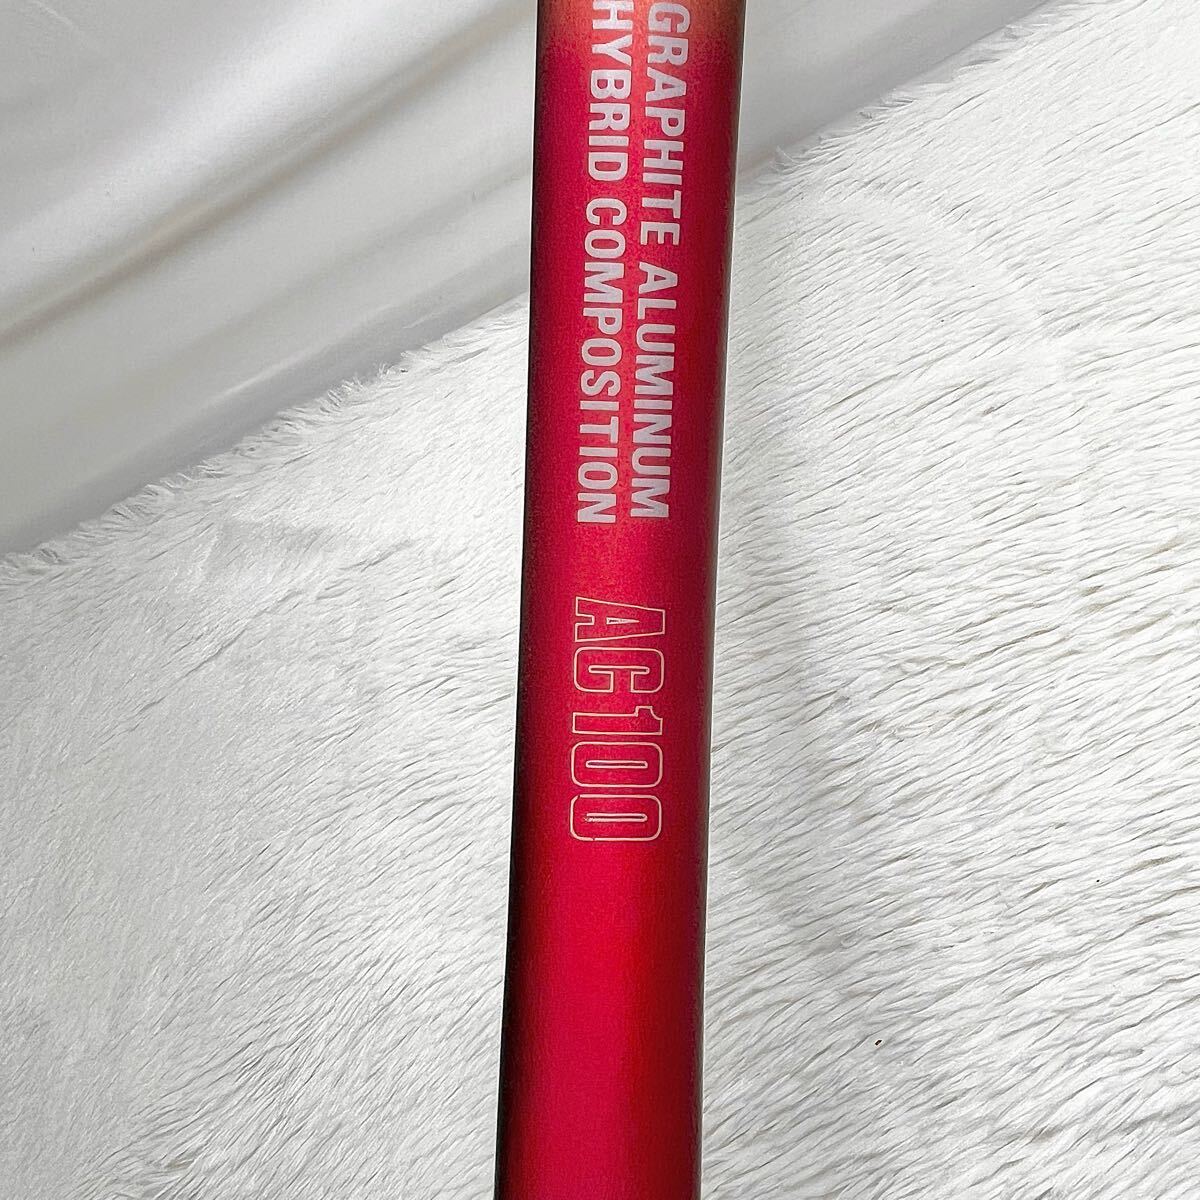 GRAPHITE ALUMINUM
HYBRID COMPOSITION
AC100